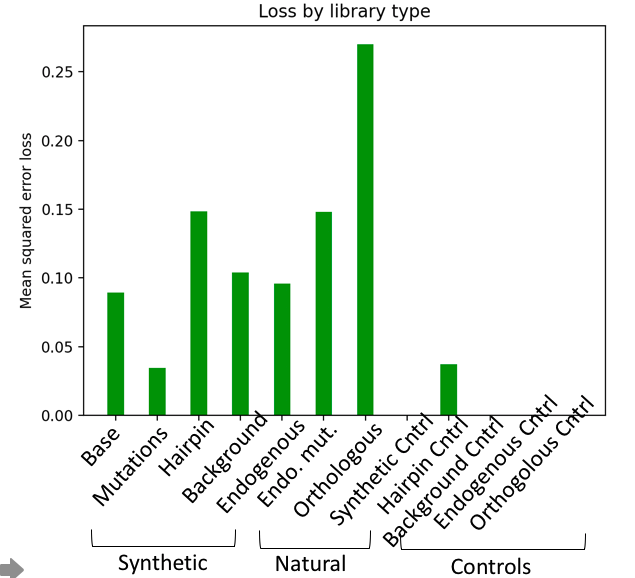 Loss by library type
Mean squared error loss
0.25
0.20
0.15
0.10
0.05
0.00
Base
Mutations
Hairpin
Background
Endogenous
Endo. mut.
Orthologous
Synthetic Cntrl
Hairpin Cntrl
Background Cntrl
Endogenous Cntrl
Orthogolous Cntrl
Synthetic
Natural
Controls